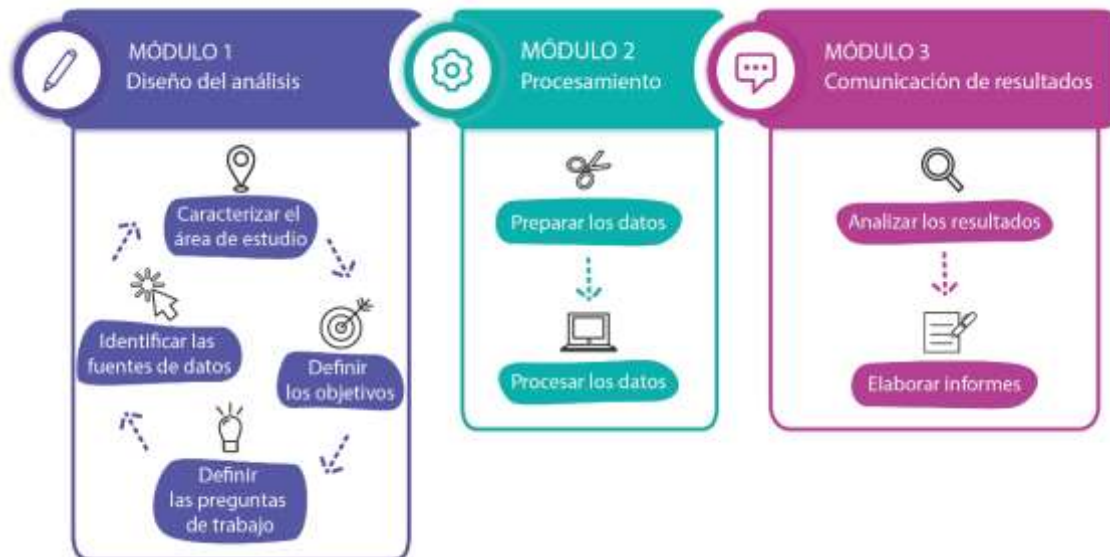 MÓDULO 1
Diseño del análisis
Caracterizar el
área de estudio
Definir
los objetivos
Definir
las preguntas
de trabajo
Identificar las
fuentes de datos
MÓDULO 2
Procesamiento
Preparar los datos
Procesar los datos
MÓDULO 3
Comunicación de resultados
Analizar los resultados
Elaborar informes